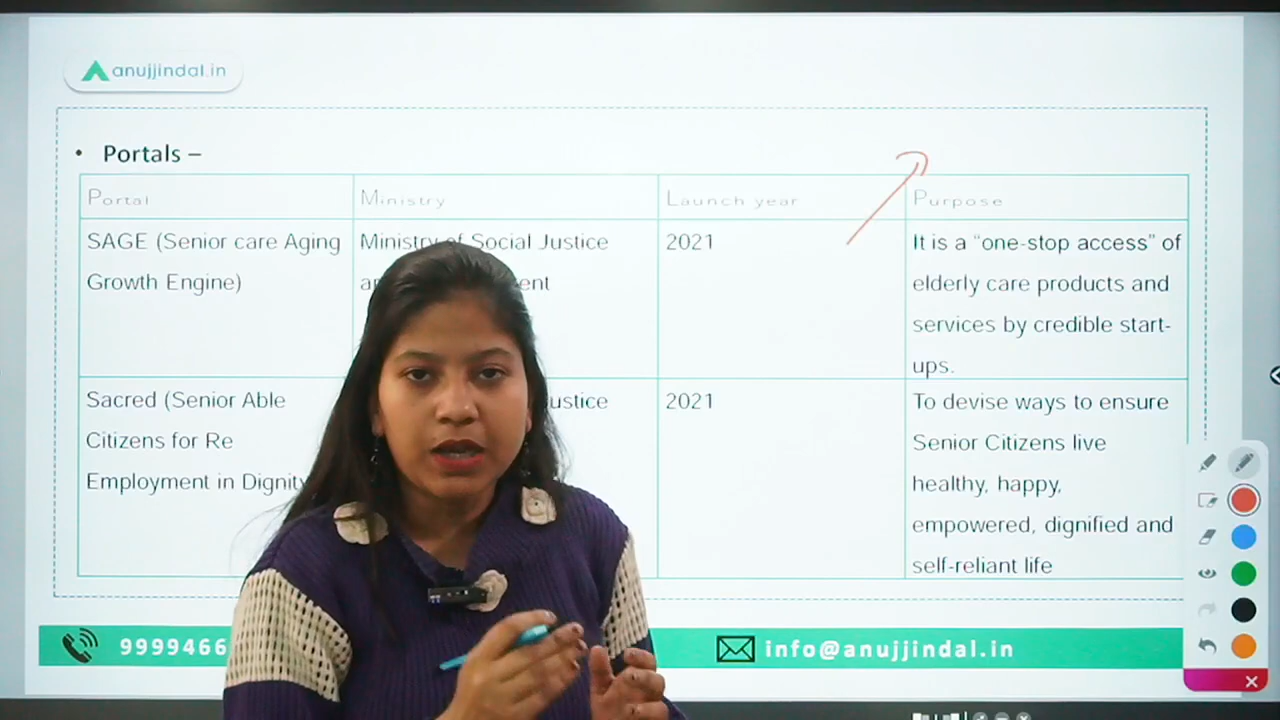 anujjindal.in
• Portals –
Portal
Ministry
Launch year
Purpose
SAGE (Senior care Aging
Growth Engine)
Ministry of Social Justice
2021
It is a “one-stop access” of
elderly care products and
services by credible start-
ups.
Sacred (Senior Able
Citizens for Re
Employment in Dignity
2021
To devise ways to ensure
Senior Citizens live
healthy, happy,
empowered, dignified and
self-reliant life
9999466
info@anujjindal.in